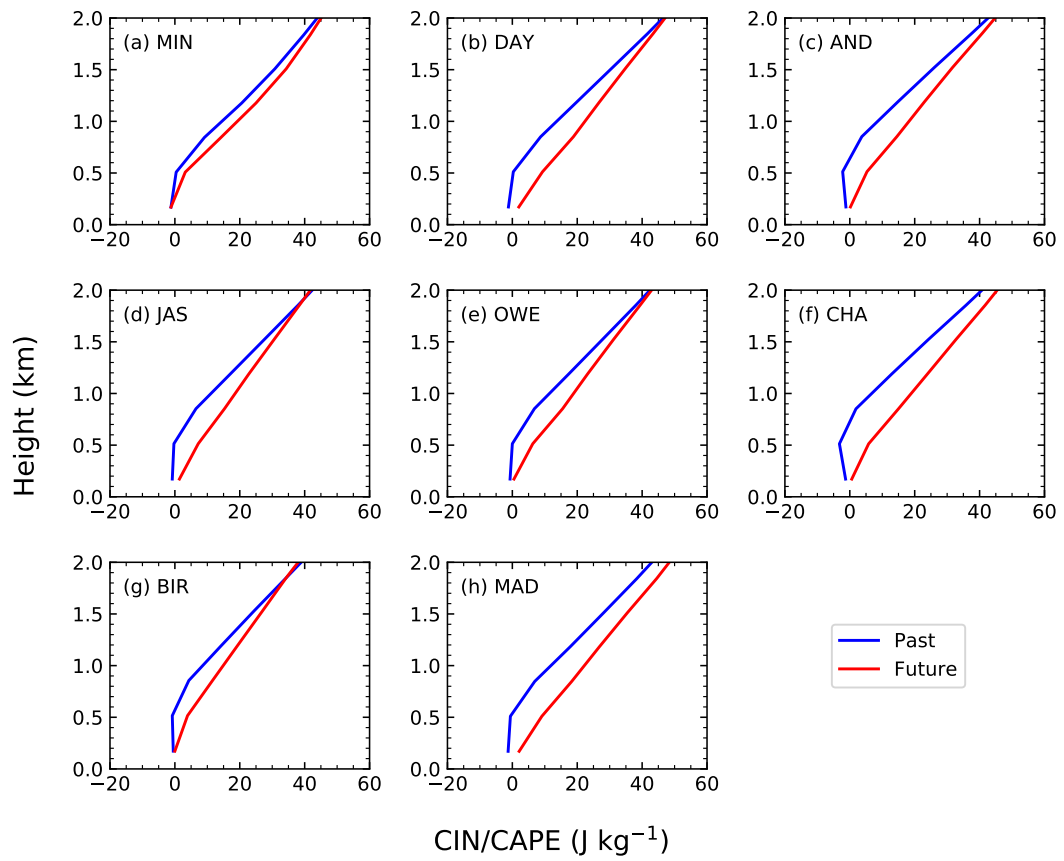 (a) MIN
2.0
1.5
1.0
0.5
0.0
−20 0 20 40 60
(b) DAY
2.0
1.5
1.0
0.5
0.0
−20 0 20 40 60
(c) AND
2.0
1.5
1.0
0.5
0.0
−20 0 20 40 60
Height (km)
(d) JAS
2.0
1.5
1.0
0.5
0.0
−20 0 20 40 60
(e) OWE
2.0
1.5
1.0
0.5
0.0
−20 0 20 40 60
(f) CHA
2.0
1.5
1.0
0.5
0.0
−20 0 20 40 60
(g) BIR
2.0
1.5
1.0
0.5
0.0
−20 0 20 40 60
(h) MAD
2.0
1.5
1.0
0.5
0.0
−20 0 20 40 60
Past
Future
CIN/CAPE (J kg⁻¹)